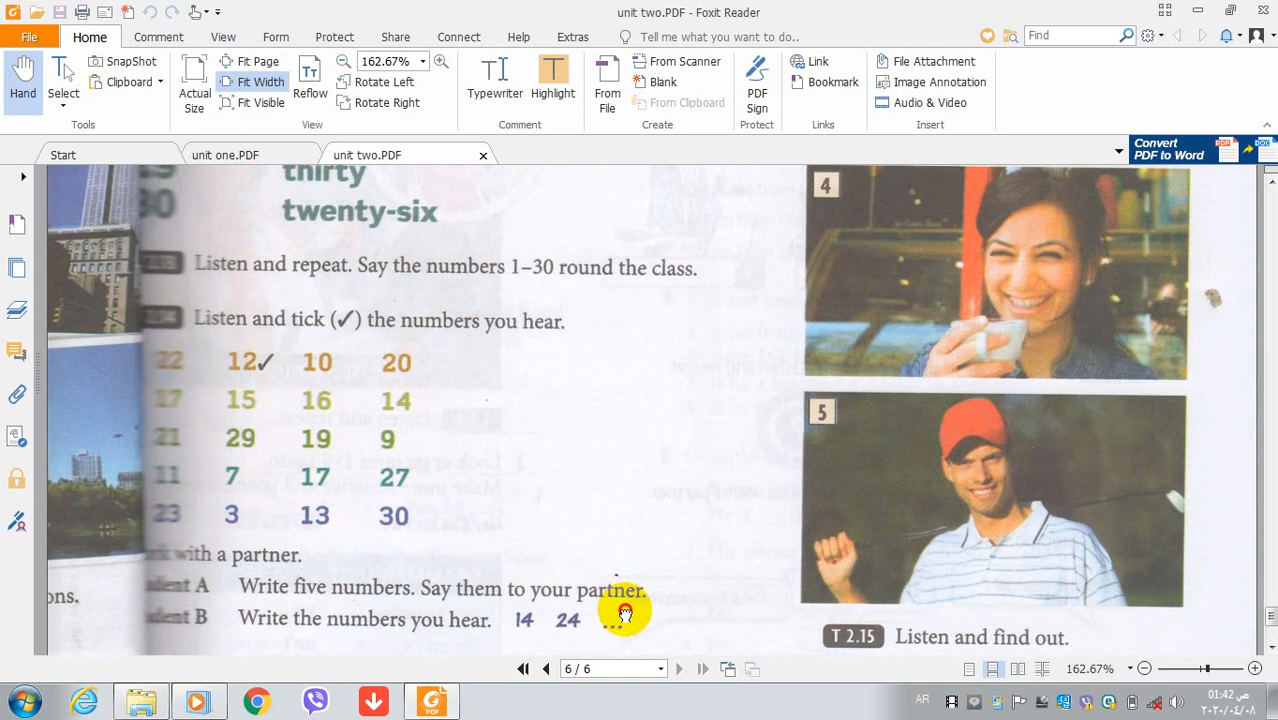 unit two.PDF - Foxit Reader
File Home Comment View Form Protect Share Connect Help Extras Tell me what you want to do.. Find
Hand
Select
SnapShot
Clipboard
Tools
Actual Size
Fit Page
Fit Width
Fit Visible
Reflow
162.67%
Rotate Left
Rotate Right
View
Typewriter
Highlight
Comment
From File
From Scanner
Blank
From Clipboard
Create
PDF Sign
Protect
Link
Bookmark
Links
File Attachment
Image Annotation
Audio & Video
Insert
Start unit one.PDF unit two.PDF
Convert PDF to Word
thirty
30 twenty-six
Listen and repeat. Say the numbers 1–30 round the class.
Listen and tick (✓) the numbers you hear.
22 12✓ 10 20
17 15 16 14
21 29 19 9
11 7 17 27
23 3 13 30
with a partner.
A Write five numbers. Say them to your partner.
B Write the numbers you hear. 14 24 ...
ons.
4
5
T 2.15 Listen and find out.
6 / 6 162.67%
AR
01:42 ص
٢٠٢٠/٠٤/٠٨